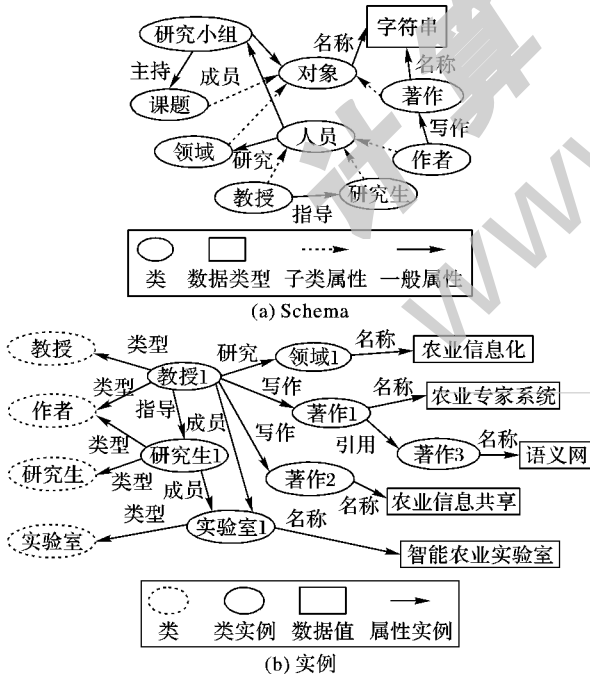 研究小组
字符串
名称
对象
主持
成员
名称
课题
著作
写作
人员
领域
研究
作者
教授
研究生
指导
类 数据类型 子类属性 一般属性
(a) Schema
教授
类型
研究
领域1
名称
农业信息化
教授1
类型
写作
名称
农业专家系统
作者
指导
成员
著作1
写作
引用
名称
类型
研究生1
著作3
语义网
研究生
类型
成员
著作2
名称
农业信息共享
类型
实验室1
名称
实验室
智能农业实验室
类 类实例 数据值 属性实例
(b) 实例
计算
WW